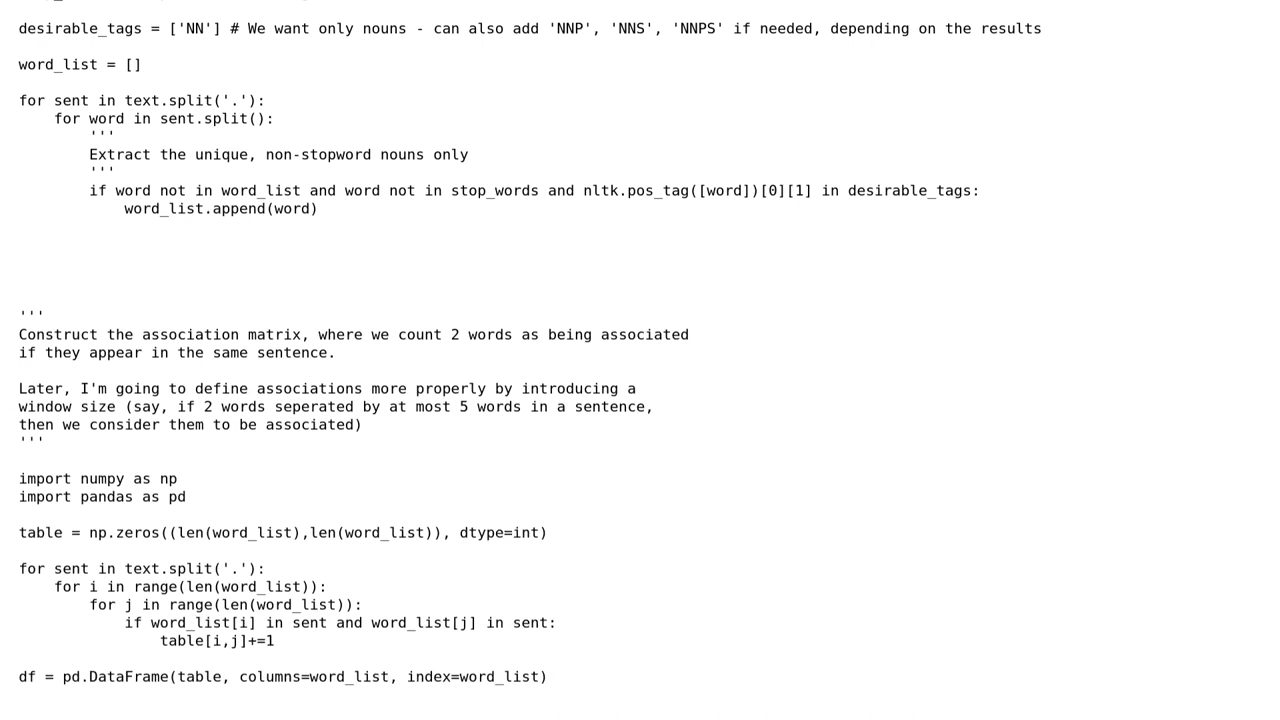 desirable_tags = ['NN'] # We want only nouns - can also add 'NNP', 'NNS', 'NNPS' if needed, depending on the results
word_list = []
for sent in text.split('.'):
    for word in sent.split():
        '''
        Extract the unique, non-stopword nouns only
        '''
        if word not in word_list and word not in stop_words and nltk.pos_tag([word])[0][1] in desirable_tags:
            word_list.append(word)
'''
Construct the association matrix, where we count 2 words as being associated
if they appear in the same sentence.
Later, I'm going to define associations more properly by introducing a
window size (say, if 2 words seperated by at most 5 words in a sentence,
then we consider them to be associated)
'''
import numpy as np
import pandas as pd
table = np.zeros((len(word_list),len(word_list)), dtype=int)
for sent in text.split('.'):
    for i in range(len(word_list)):
        for j in range(len(word_list)):
            if word_list[i] in sent and word_list[j] in sent:
                table[i,j]+=1
df = pd.DataFrame(table, columns=word_list, index=word_list)